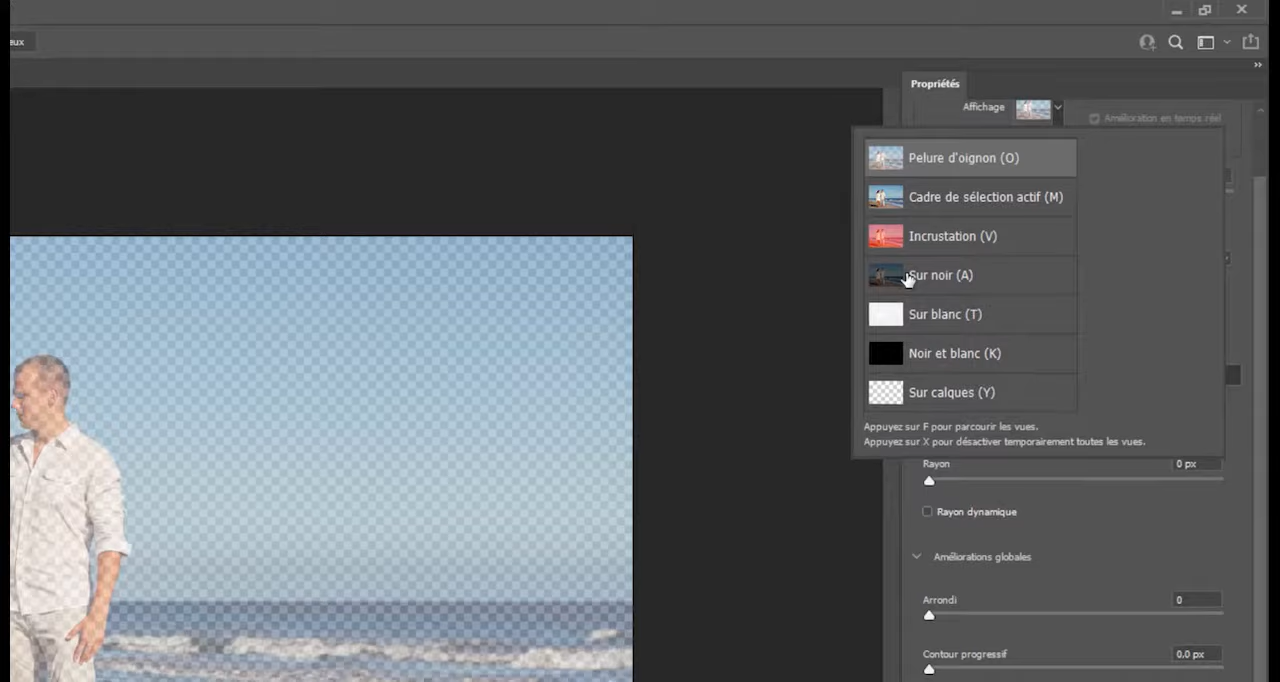 eux
Propriétés
Affichage
Amélioration en temps réel
Pelure d'oignon (O)
Cadre de sélection actif (M)
Incrustation (V)
Sur noir (A)
Sur blanc (T)
Noir et blanc (K)
Sur calques (Y)
Appuyez sur F pour parcourir les vues.
Appuyez sur X pour désactiver temporairement toutes les vues.
Rayon 0 px
Rayon dynamique
Améliorations globales
Arrondi 0
Contour progressif 0.0 px